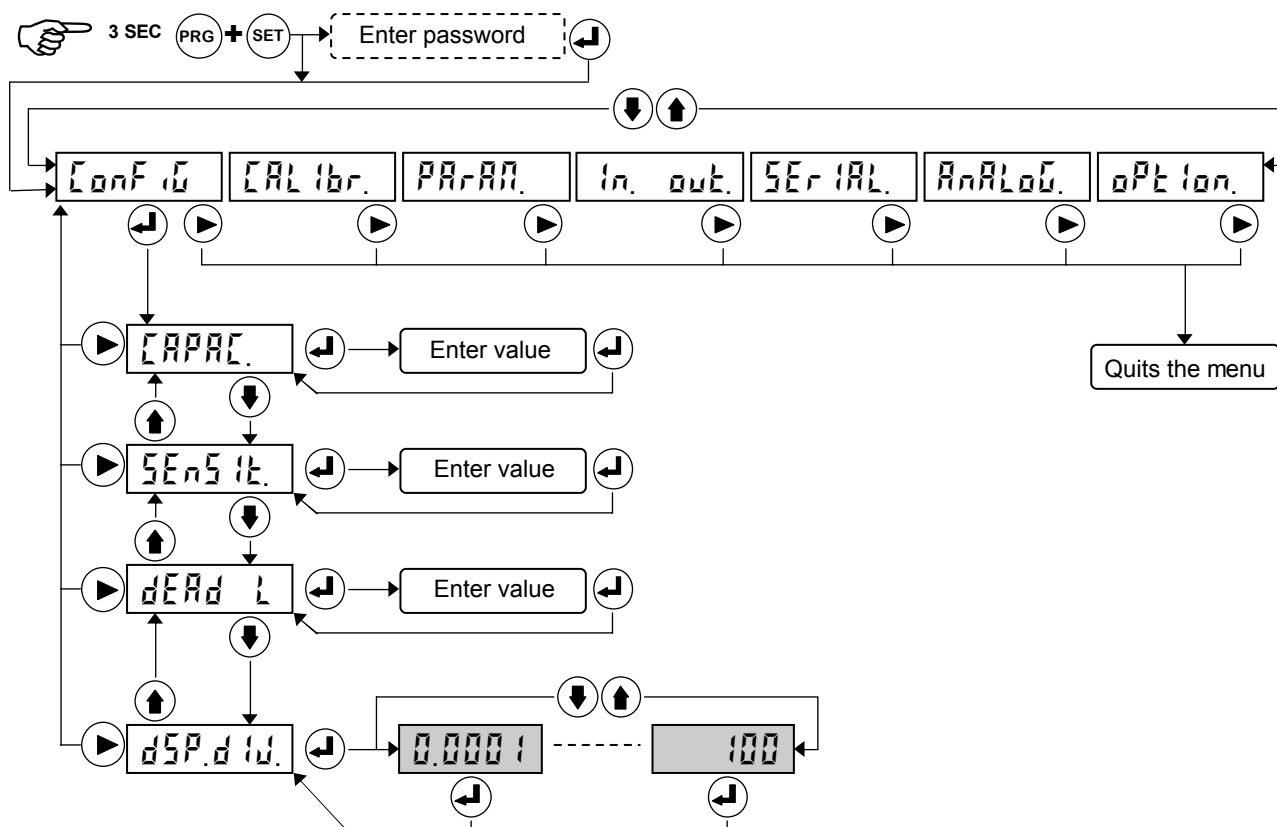 3 SEC PRG + SET Enter password
ConFiG CALIbr. PArAM. In. out. SErIAL. AnALoG. oPtIon.
CAPAC. Enter value
Quits the menu
SEnSIt. Enter value
dEAd L Enter value
dSP.dIV. 0.0001 100